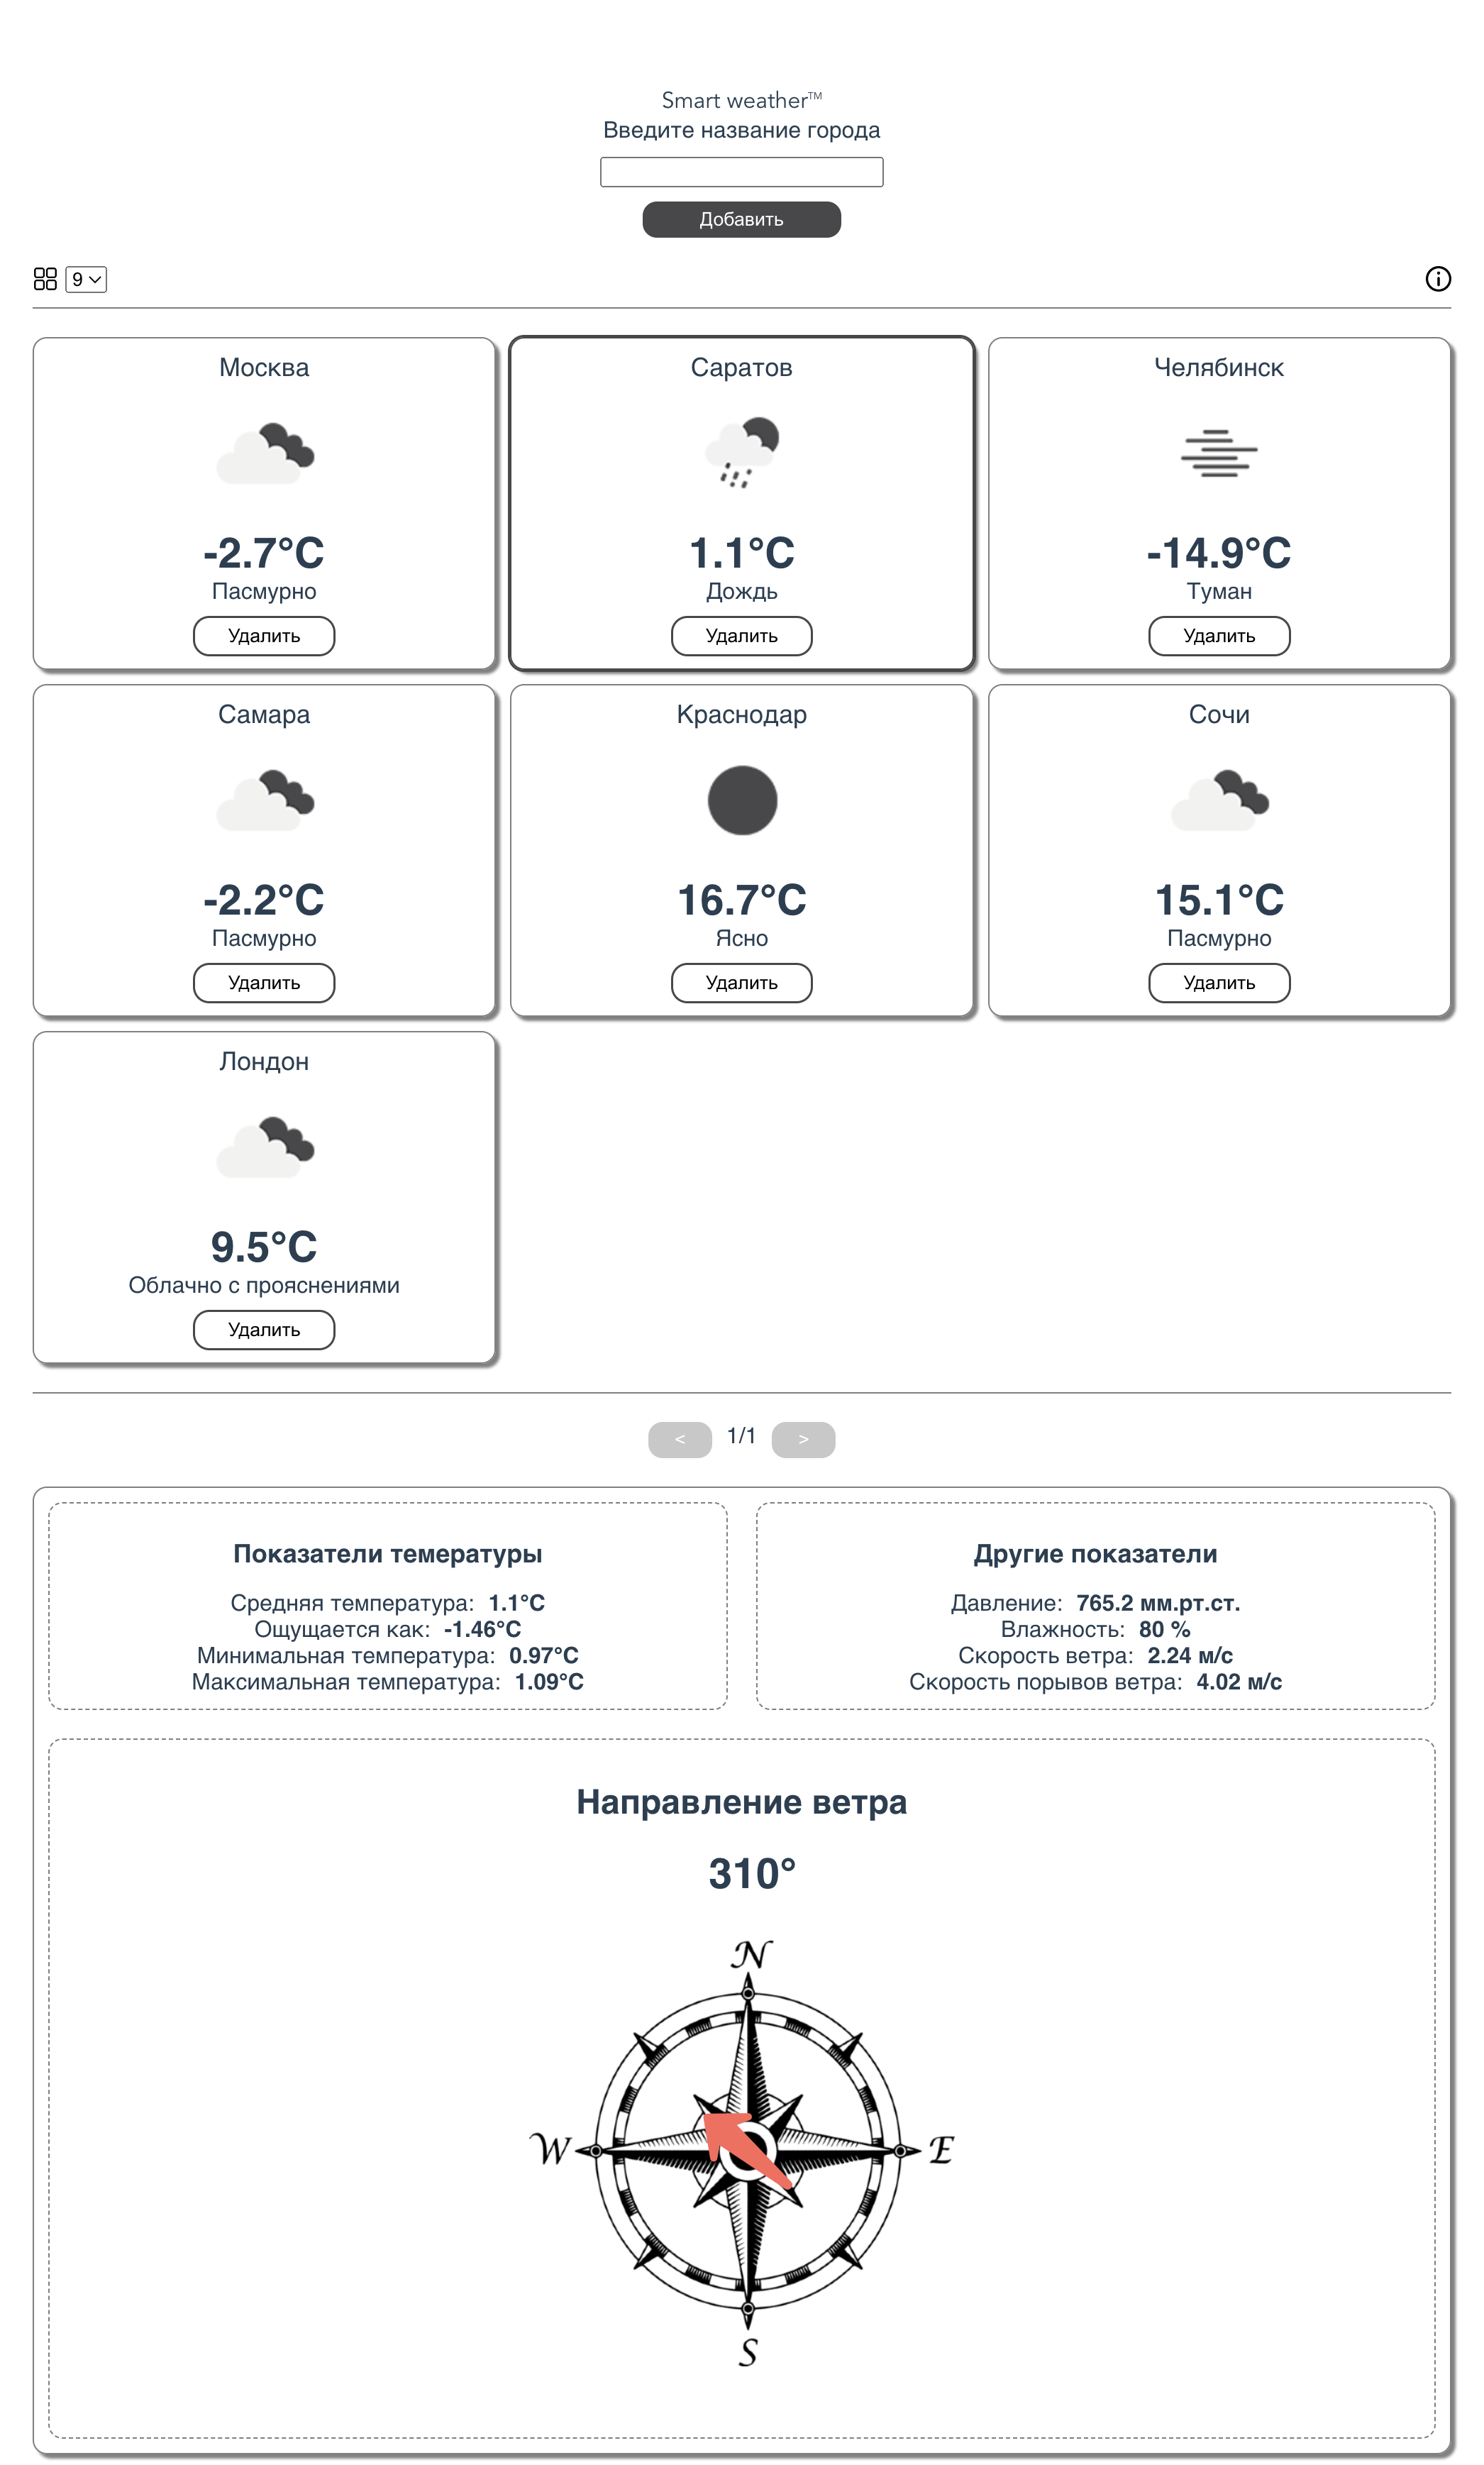 Smart weather™
Введите название города
Добавить
9
Москва
-2.7°C
Пасмурно
Удалить
Саратов
1.1°C
Дождь
Удалить
Челябинск
-14.9°C
Туман
Удалить
Самара
-2.2°C
Пасмурно
Удалить
Краснодар
16.7°C
Ясно
Удалить
Сочи
15.1°C
Пасмурно
Удалить
Лондон
9.5°C
Облачно с прояснениями
Удалить
< 1/1 >
Показатели темературы
Средняя температура: 1.1°C
Ощущается как: -1.46°C
Минимальная температура: 0.97°C
Максимальная температура: 1.09°C
Другие показатели
Давление: 765.2 мм.рт.ст.
Влажность: 80 %
Скорость ветра: 2.24 м/с
Скорость порывов ветра: 4.02 м/с
Направление ветра
310°
N
W
E
S